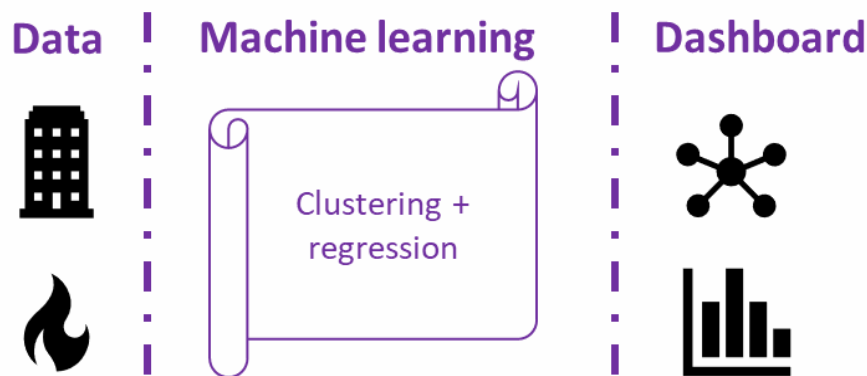 Data
Machine learning
Dashboard
Clustering +
regression